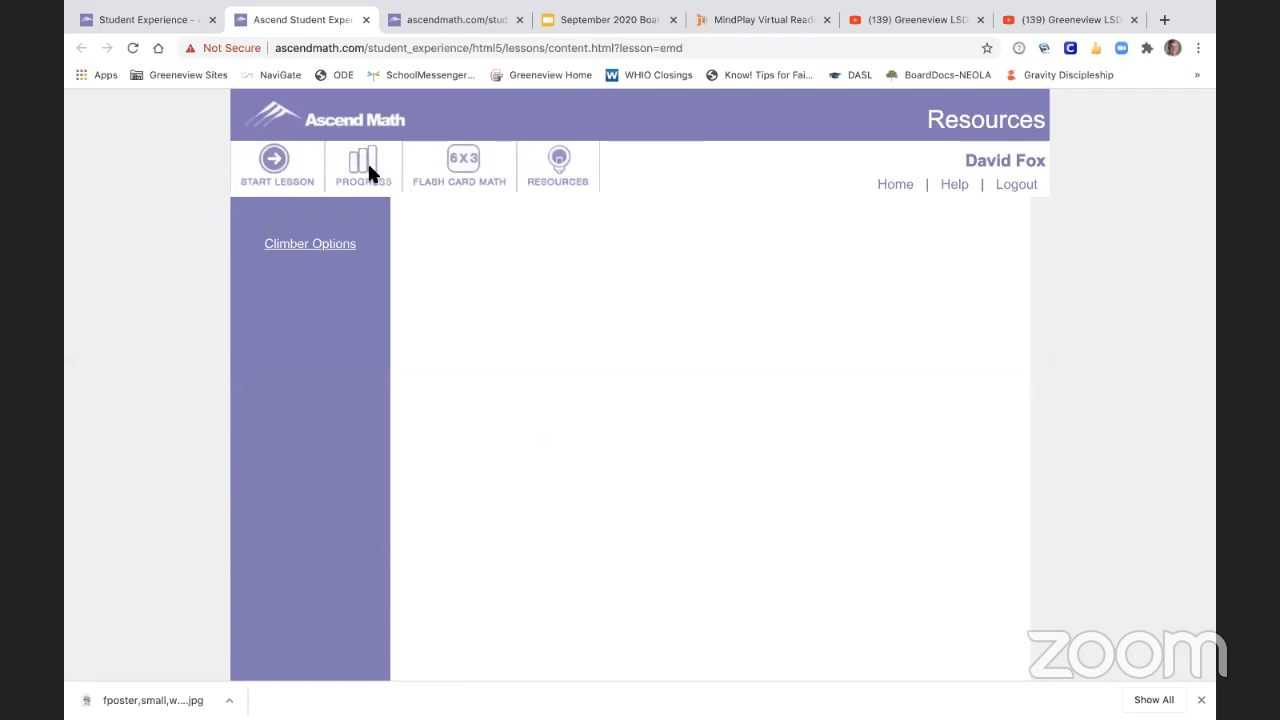 Student Experience -
Ascend Student Expe
ascendmath.com/stud
September 2020 Boa
MindPlay Virtual Readi
(139) Greeneview LSD
(139) Greeneview LSD
Not Secure | ascendmath.com/student_experience/html5/lessons/content.html?lesson=emd
Apps
Greeneview Sites
NaviGate
ODE
SchoolMessenger...
Greeneview Home
WHIO Closings
Know! Tips for Fai...
DASL
BoardDocs-NEOLA
Gravity Discipleship
»
Ascend Math
Resources
START LESSON
PROGRESS
6X3
FLASH CARD MATH
RESOURCES
David Fox
Home | Help | Logout
Climber Options
zoom
fposter,small,w....jpg
Show All